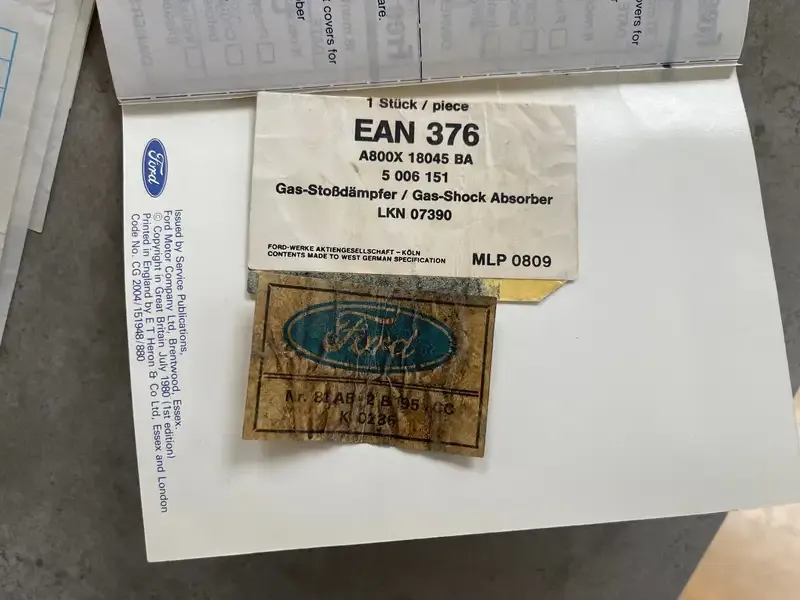 are.
covers for
ber
overs for
1 Stück / piece
EAN 376
A800X 18045 BA
5 006 151
Gas-Stoßdämpfer / Gas-Shock Absorber
LKN 07390
FORD-WERKE AKTIENGESELLSCHAFT – KÖLN
CONTENTS MADE TO WEST GERMAN SPECIFICATION
MLP 0809
Ford
Nr.
K 0236
Ford
Issued by Service Publications,
Ford Motor Company Ltd, Brentwood, Essex.
© Copyright in Great Britain July 1980 (1st edition)
Printed in England by E T Heron & Co Ltd, Essex and London
Code No. CG 2004/151948/880